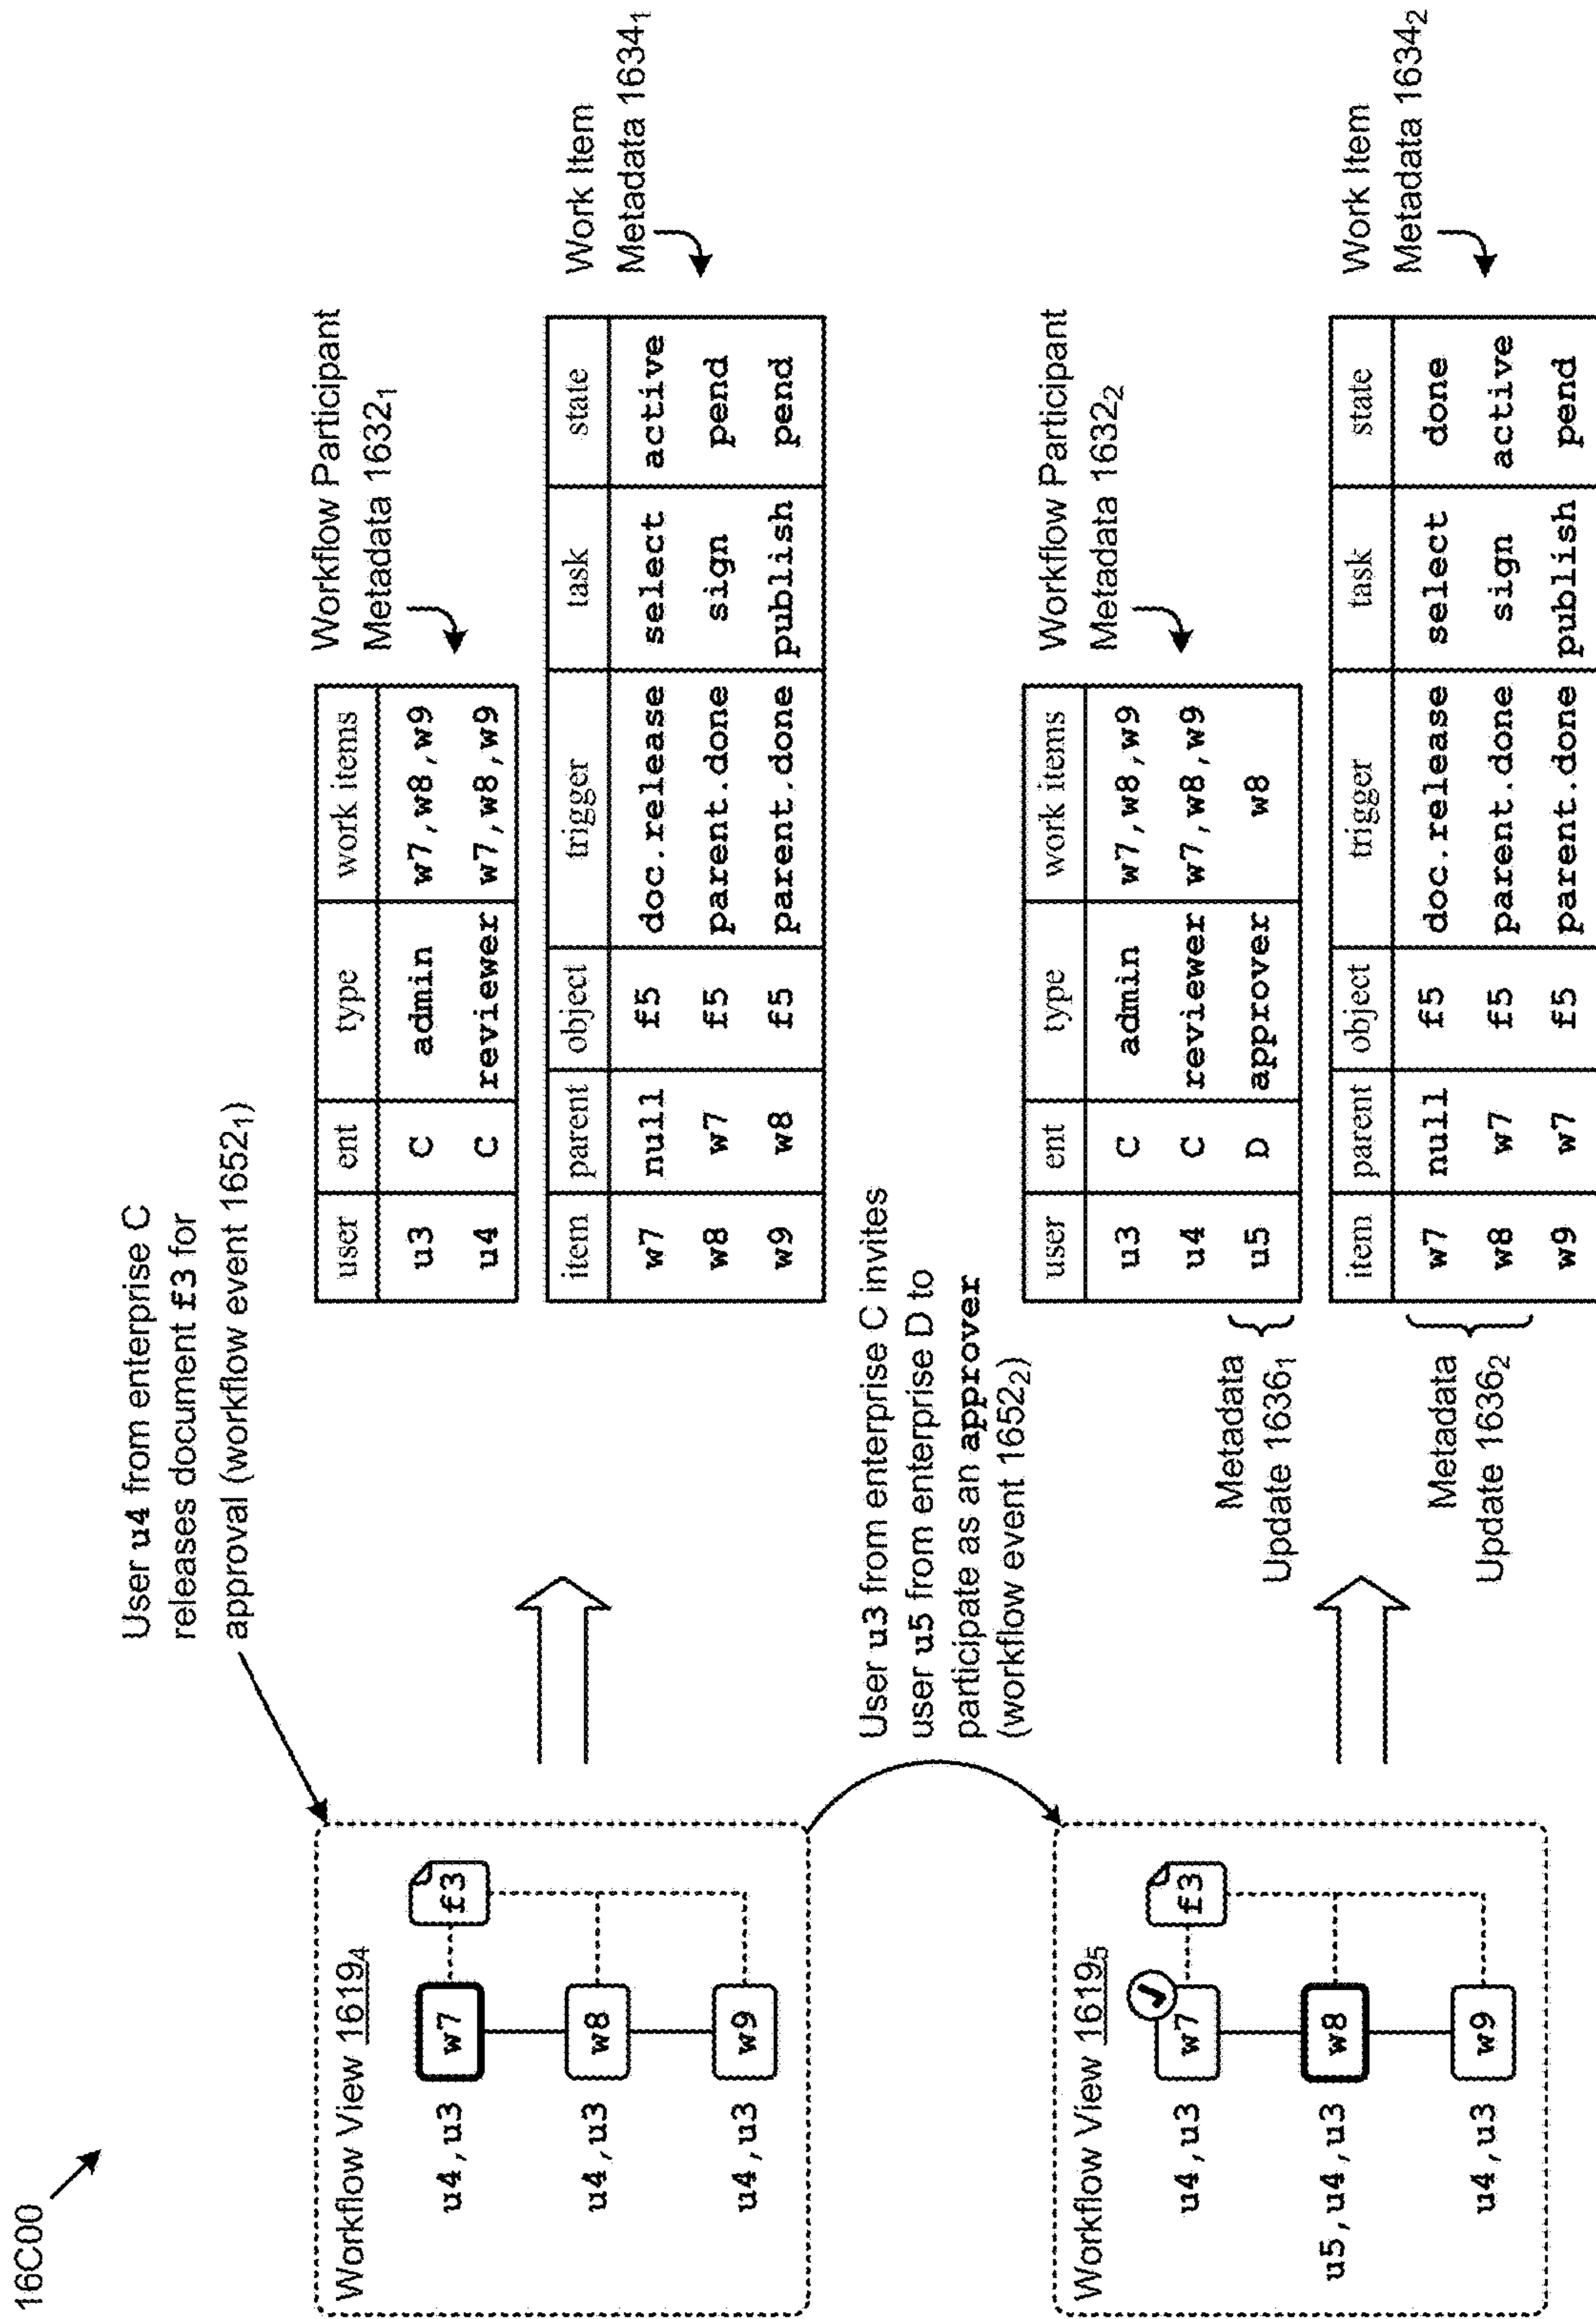 16C00
User u4 from enterprise C
releases document f3 for
approval (workflow event 1652₁)
Workflow View 1619₄
u4,u3 w7 f3
u4,u3 w8
u4,u3 w9
Workflow Participant
Metadata 1632₁
user ent type work items
u3 C admin w7,w8,w9
u4 C reviewer w7,w8,w9
Work Item
Metadata 1634₁
item parent object trigger task state
w7 null f5 doc.release select active
w8 w7 f5 parent.done sign pend
w9 w8 f5 parent.done publish pend
User u3 from enterprise C invites
user u5 from enterprise D to
participate as an approver
(workflow event 1652₂)
Workflow View 1619₅
u4,u3 w7 f3
u5,u4,u3 w8
u4,u3 w9
Workflow Participant
Metadata 1632₂
user ent type work items
u3 C admin w7,w8,w9
u4 C reviewer w7,w8,w9
u5 D approver w8
Metadata
Update 1636₁
Work Item
Metadata 1634₂
item parent object trigger task state
w7 null f5 doc.release select done
w8 w7 f5 parent.done sign active
w9 w7 f5 parent.done publish pend
Metadata
Update 1636₂